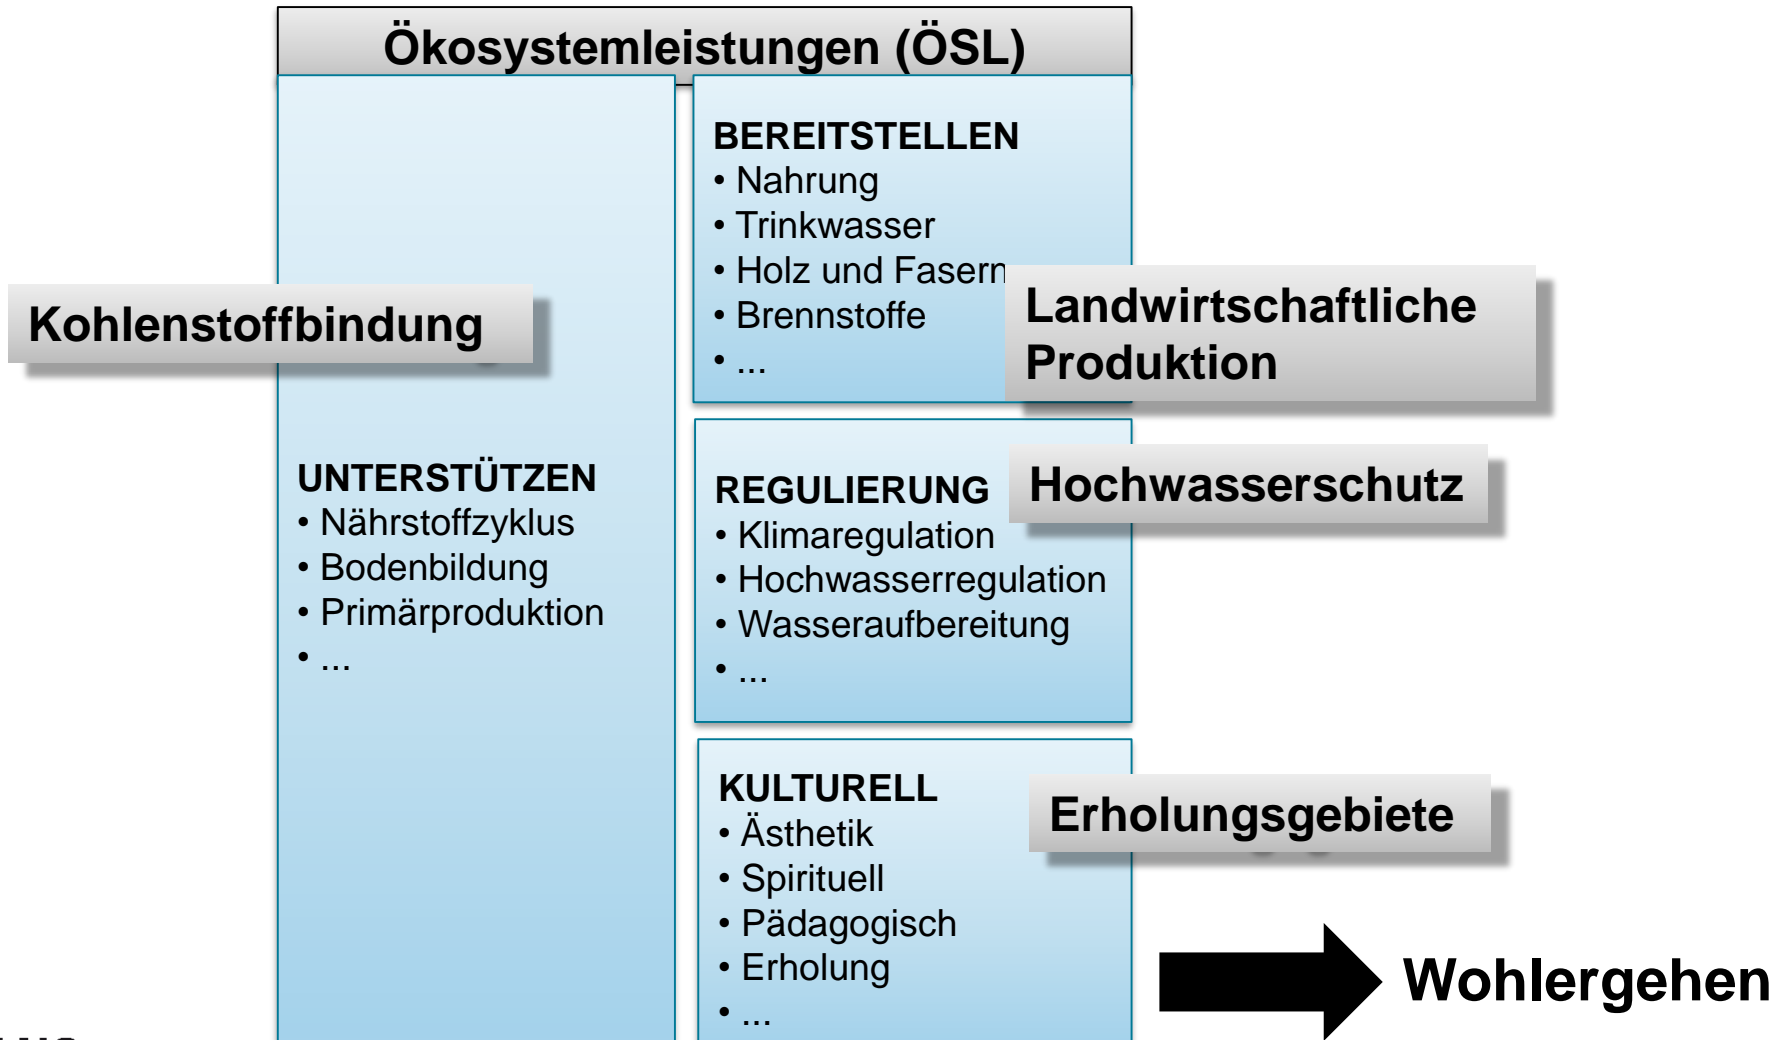 Ökosystemleistungen (ÖSL)
Kohlenstoffbindung
UNTERSTÜTZEN
• Nährstoffzyklus
• Bodenbildung
• Primärproduktion
• ...
BEREITSTELLEN
• Nahrung
• Trinkwasser
• Holz und Fasern
• Brennstoffe
• ...
Landwirtschaftliche
Produktion
REGULIERUNG
• Klimaregulation
• Hochwasserregulation
• Wasseraufbereitung
• ...
Hochwasserschutz
KULTURELL
• Ästhetik
• Spirituell
• Pädagogisch
• Erholung
• ...
Erholungsgebiete
Wohlergehen